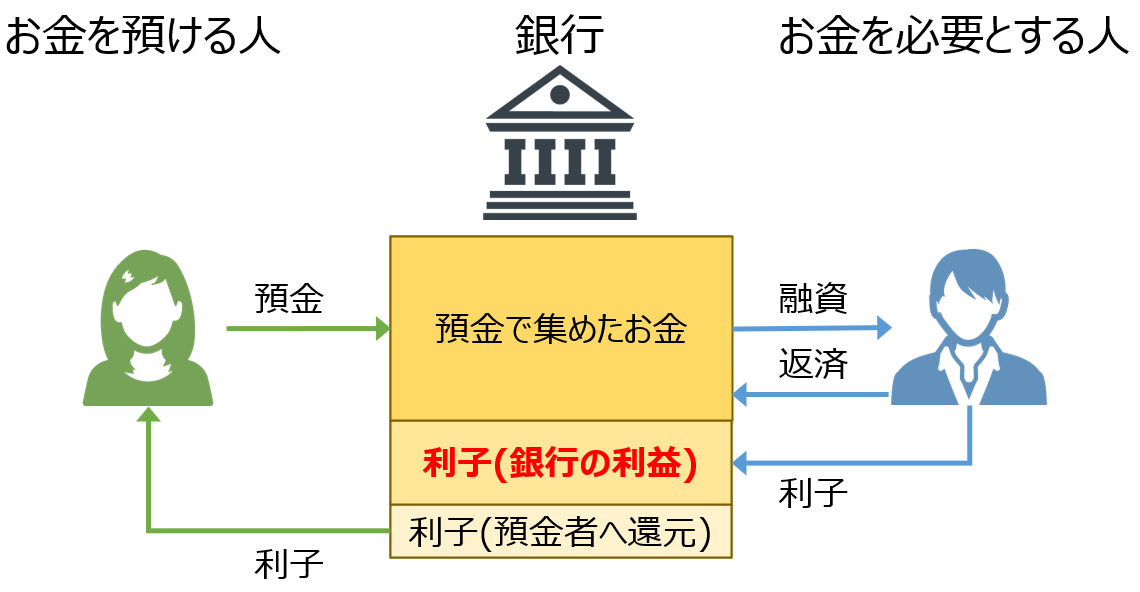 お金を預ける人
銀行
お金を必要とする人
預金
預金で集めたお金
融資
返済
利子(銀行の利益)
利子
利子(預金者へ還元)
利子